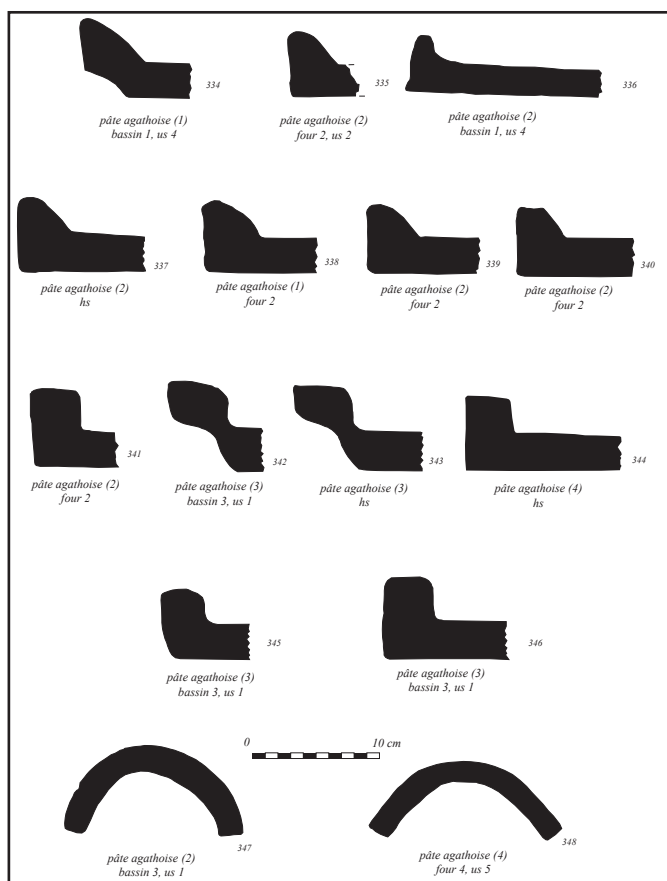 334
pâte agathoise (1)
bassin 1, us 4
335
pâte agathoise (2)
four 2, us 2
336
pâte agathoise (2)
bassin 1, us 4
337
pâte agathoise (2)
hs
338
pâte agathoise (1)
four 2
339
pâte agathoise (2)
four 2
340
pâte agathoise (2)
four 2
341
pâte agathoise (2)
four 2
342
pâte agathoise (3)
bassin 3, us 1
343
pâte agathoise (3)
hs
344
pâte agathoise (4)
hs
345
pâte agathoise (3)
bassin 3, us 1
346
pâte agathoise (3)
bassin 3, us 1
0 10 cm
347
pâte agathoise (2)
bassin 3, us 1
348
pâte agathoise (4)
four 4, us 5